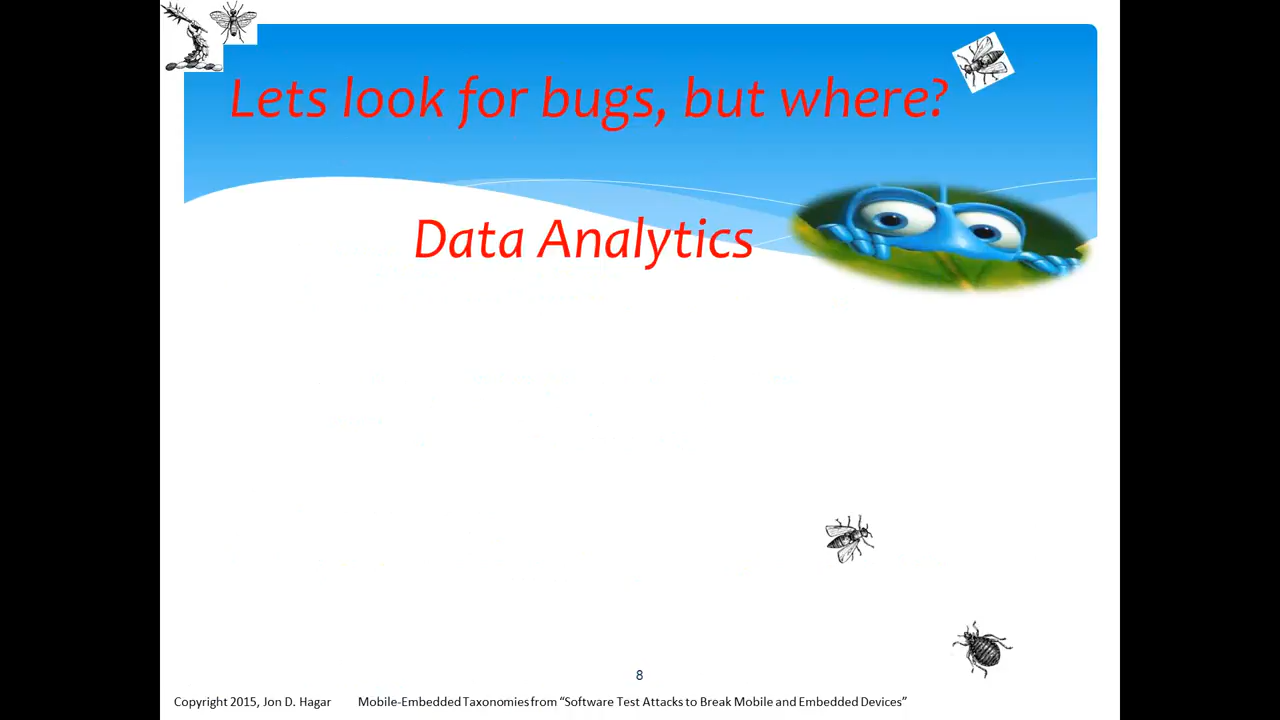 Lets look for bugs, but where?
Data Analytics
8
Copyright 2015, Jon D. Hagar Mobile-Embedded Taxonomies from “Software Test Attacks to Break Mobile and Embedded Devices”